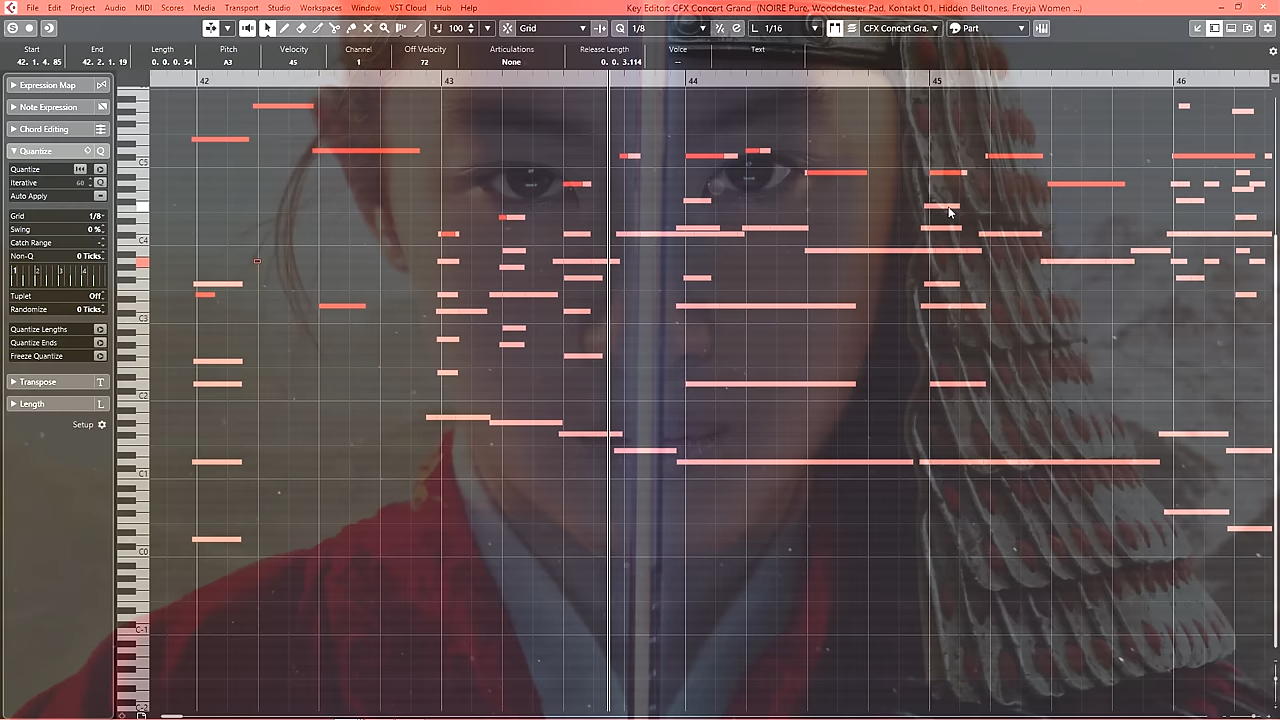 File Edit Project Audio MIDI Scores Media Transport Studio Workspaces Window VST Cloud Hub Help Key Editor: CFX Concert Grand (NOIRE Pure, Woodchester Pad, Kontakt 01, Hidden Belltones, Freyja Women ...)
S 100 Grid Q 1/8 L 1/16 CFX Concert Gra. Part
Start End Length Pitch Velocity Channel Off Velocity Articulations Release Length Voice Text
42. 1. 4. 85 42. 2. 1. 19 0. 0. 0. 54 A3 45 1 72 None 0. 0. 3.114 --
42 43 44 45 46
Expression Map
Note Expression
Chord Editing
Quantize Q
Quantize
Iterative 60
Auto Apply
Grid 1/8
Swing 0 %
Catch Range -
Non-Q 0 Ticks
1 2 3 4
Tuplet Off
Randomize 0 Ticks
Quantize Lengths
Quantize Ends
Freeze Quantize
Transpose T
Length L
Setup
C5
C4
C3
C2
C1
C0
C-1
C-2